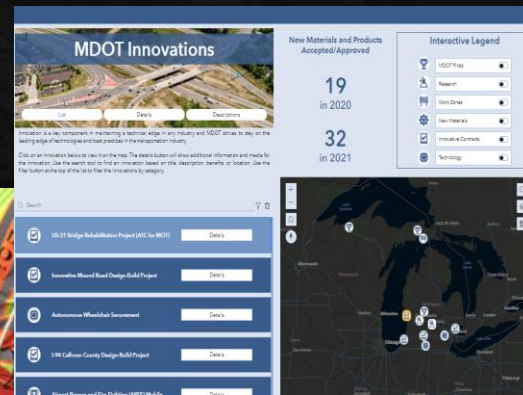 MDOT Innovations
List
Details
Descriptions
Innovation is a key component in maintaining a technical edge in any industry and MDOT strives to stay on the
leading edge of technologies and best practices in the transportation industry.
Click on an innovation below to view it on the map. The details button will show additional information and media for
the innovation. Use the search tool to find an innovation based on title, description, benefits, or location. Use the
filter button at the top of the list to filter the innovations by category.
Search
US-31 Bridge Rehabilitation Project (ATC for MOT)
Details
Innovative Mound Road Design Build Project
Details
Autonomous Wheelchair Securement
Details
I-94 Calhoun County Design Build Project
Details
Details
New Materials and Products
Accepted/Approved
19
in 2020
32
in 2021
Interactive Legend
MDOT Firsts
Research
Work Zones
New Materials
Innovative Contracts
Technology
Minneapolis
Milwaukee
Chicago
Toronto